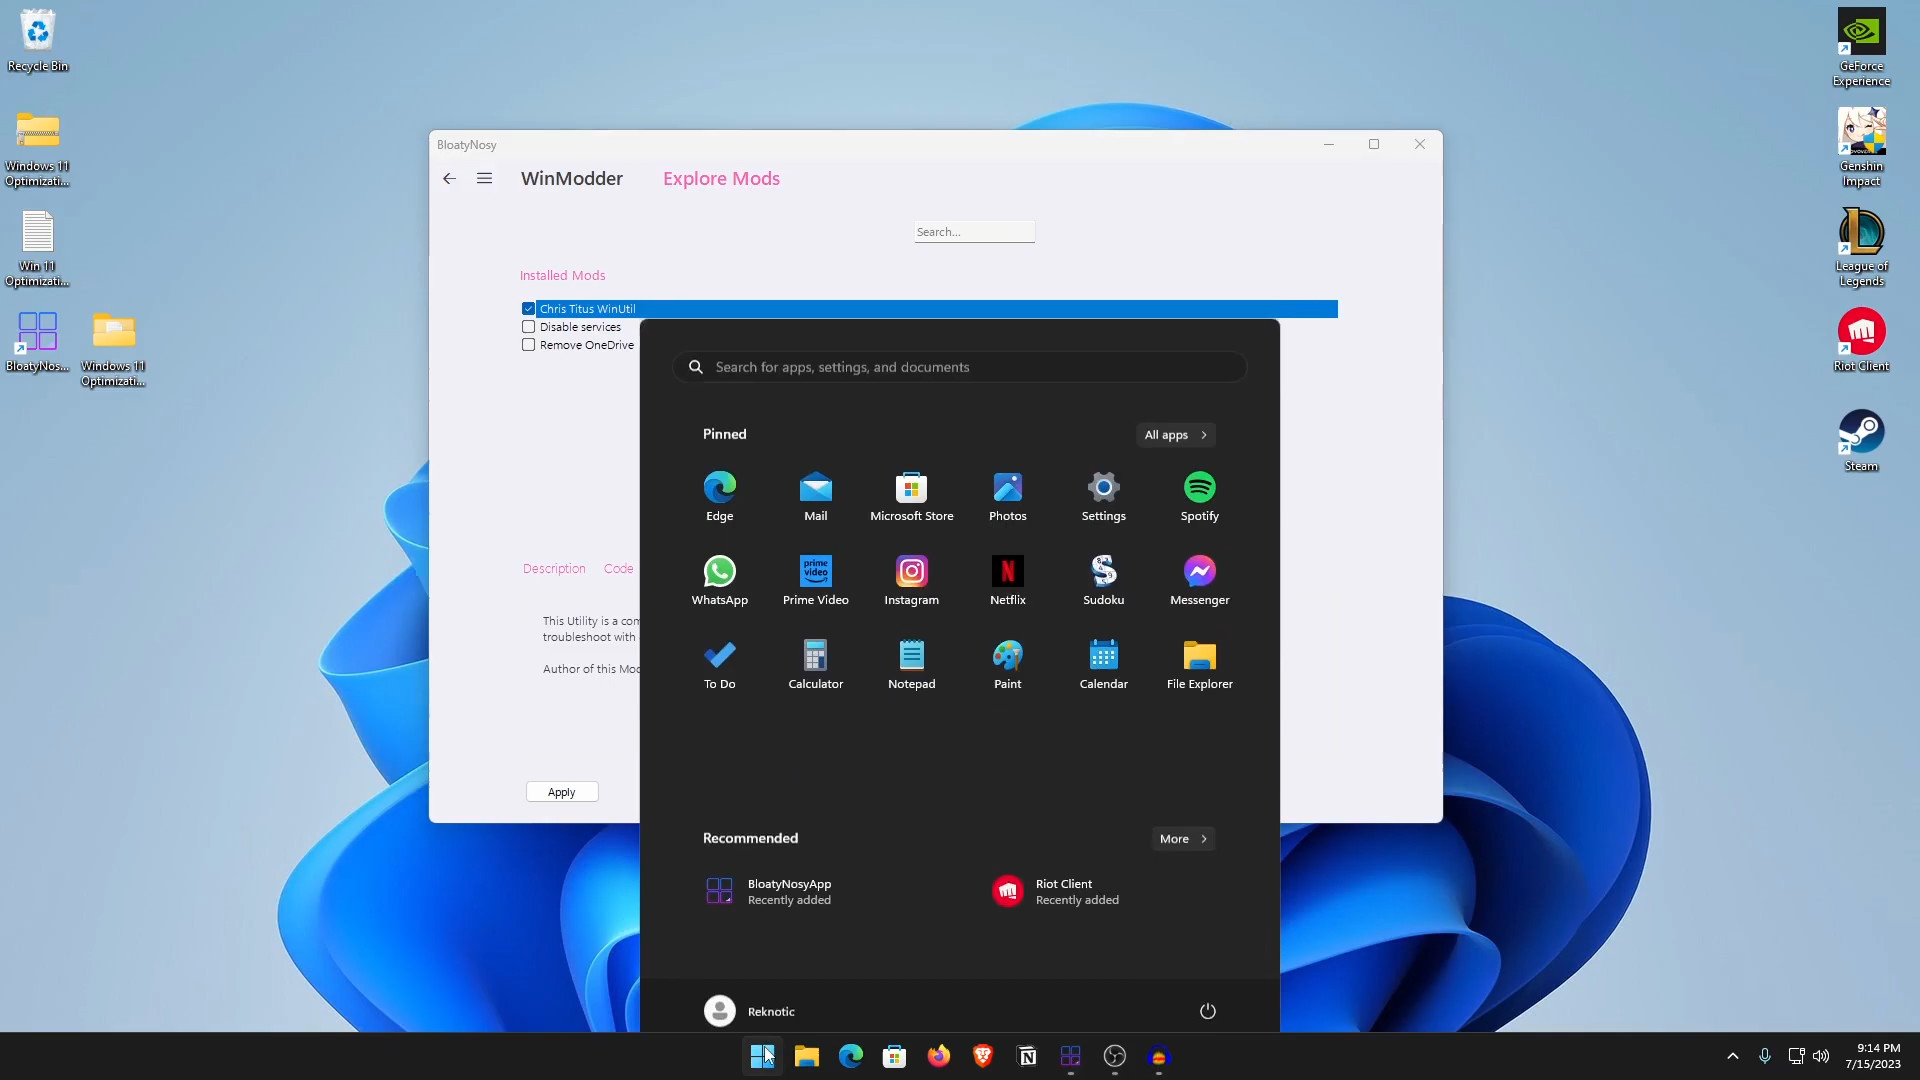 Recycle Bin
Windows 11
Optimizati...
Win 11
Optimizati...
BloatyNos...
Windows 11
Optimizati...
BloatyNosy
WinModder
Explore Mods
Search...
Installed Mods
Chris Titus WinUtil
Disable services
Remove OneDrive
Description
Code
This Utility is a com
troubleshoot with
Author of this Mod
Apply
Search for apps, settings, and documents
Pinned
All apps
Edge
Mail
Microsoft Store
Photos
Settings
Spotify
prime
video
WhatsApp
Prime Video
Instagram
Netflix
Sudoku
Messenger
To Do
Calculator
Notepad
Paint
Calendar
File Explorer
Recommended
More
BloatyNosyApp
Recently added
Riot Client
Recently added
Reknotic
GeForce
Experience
Genshin
Impact
League of
Legends
Riot Client
Steam
9:14 PM
7/15/2023